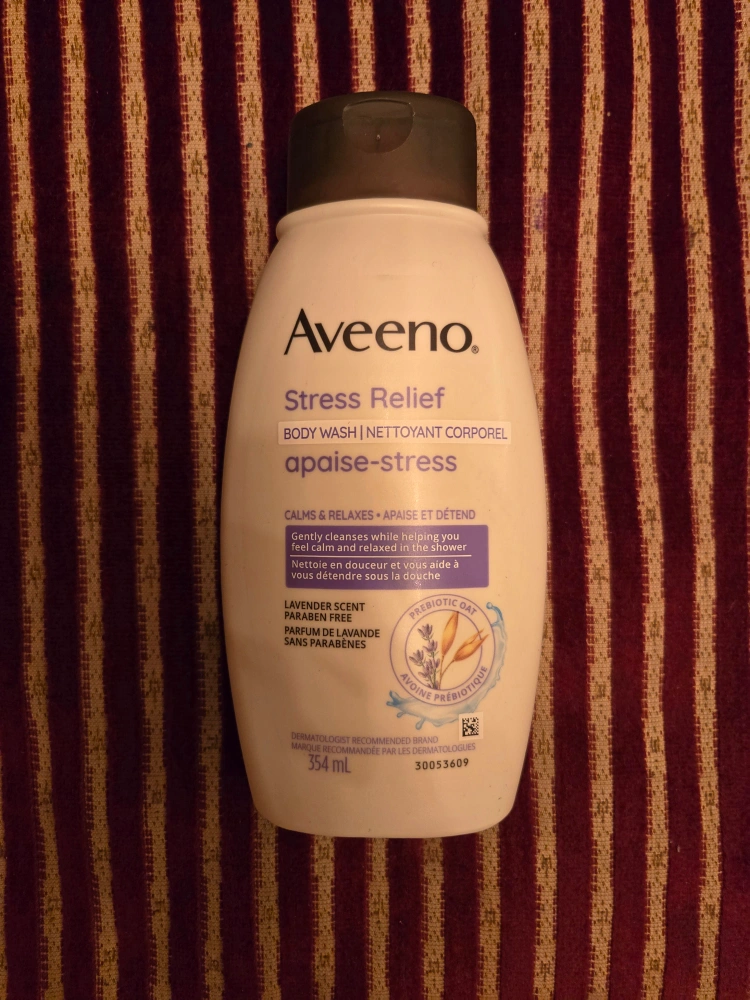 Aveeno®
Stress Relief
BODY WASH | NETTOYANT CORPOREL
apaise-stress
CALMS & RELAXES • APAISE ET DÉTEND
Gently cleanses while helping you
feel calm and relaxed in the shower
Nettoie en douceur et vous aide à
vous détendre sous la douche
LAVENDER SCENT
PARABEN FREE
PARFUM DE LAVANDE
SANS PARABÈNES
PREBIOTIC OAT
AVOINE PRÉBIOTIQUE
DERMATOLOGIST RECOMMENDED BRAND
MARQUE RECOMMANDÉE PAR LES DERMATOLOGUES
354 mL
30053609